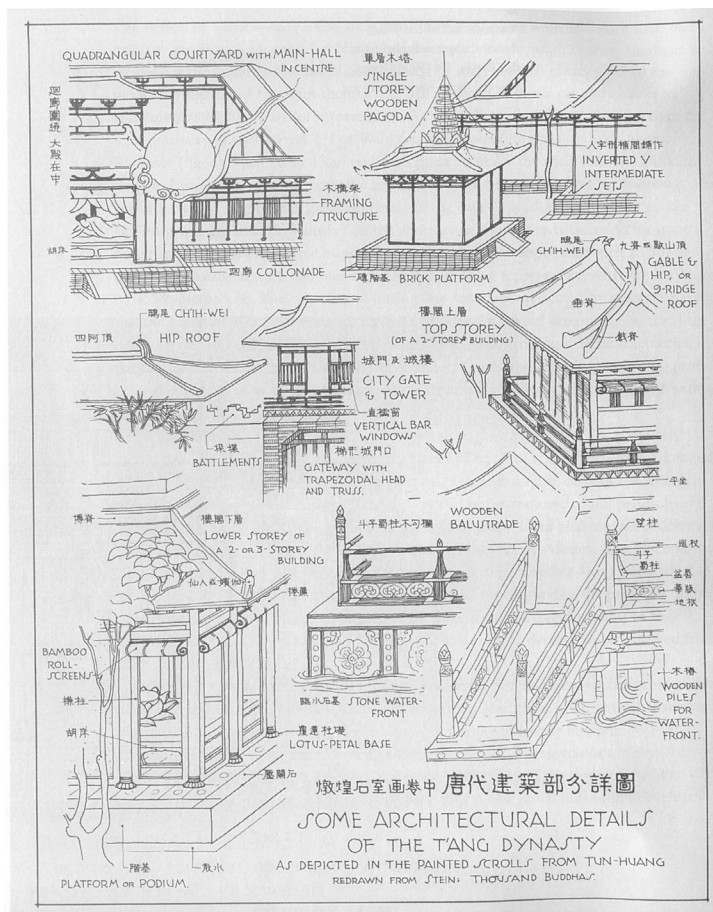 QUADRANGULAR COURTYARD WITH MAIN-HALL
IN CENTRE
迴廊圍繞 大殿在中
胡床
木構架
FRAMING
STRUCTURE
迴廊 COLLONADE
單層木塔
SINGLE
STOREY
WOODEN
PAGODA
人字形補間鋪作
INVERTED V
INTERMEDIATE
SETS
磚階基 BRICK PLATFORM
鴟尾
CH'IH-WEI
九脊或歇山頂
GABLE &
HIP, OR
9-RIDGE
ROOF
垂脊
戧脊
四阿頂
鴟尾 CH'IH-WEI
HIP ROOF
城門及城樓
CITY GATE
& TOWER
直櫺窗
VERTICAL BAR
WINDOWS
梯形城門口
GATEWAY WITH
TRAPEZOIDAL HEAD
AND TRUSS.
BATTLEMENTS
樓閣上層
TOP STOREY
(OF A 2-STOREY BUILDING)
平坐
博脊
樓閣下層
LOWER STOREY OF
A 2- OR 3-STOREY
BUILDING
捲簾
BAMBOO
ROLL-
SCREENS
胡床
覆蓮柱礎
LOTUS-PETAL BASE
壓闌石
階基
散水
PLATFORM OR PODIUM.
斗子蜀柱木勾欄
WOODEN
BALUSTRADE
臨水石基 STONE WATER-
FRONT
望柱
尋杖
斗子
蜀柱
盆唇
華版
地栿
木樁
WOODEN
PILES
FOR
WATER-
FRONT.
燉煌石室画卷中 唐代建築部分詳圖
SOME ARCHITECTURAL DETAILS
OF THE T'ANG DYNASTY
AS DEPICTED IN THE PAINTED SCROLLS FROM TUN-HUANG
REDRAWN FROM STEIN: THOUSAND BUDDHAS.